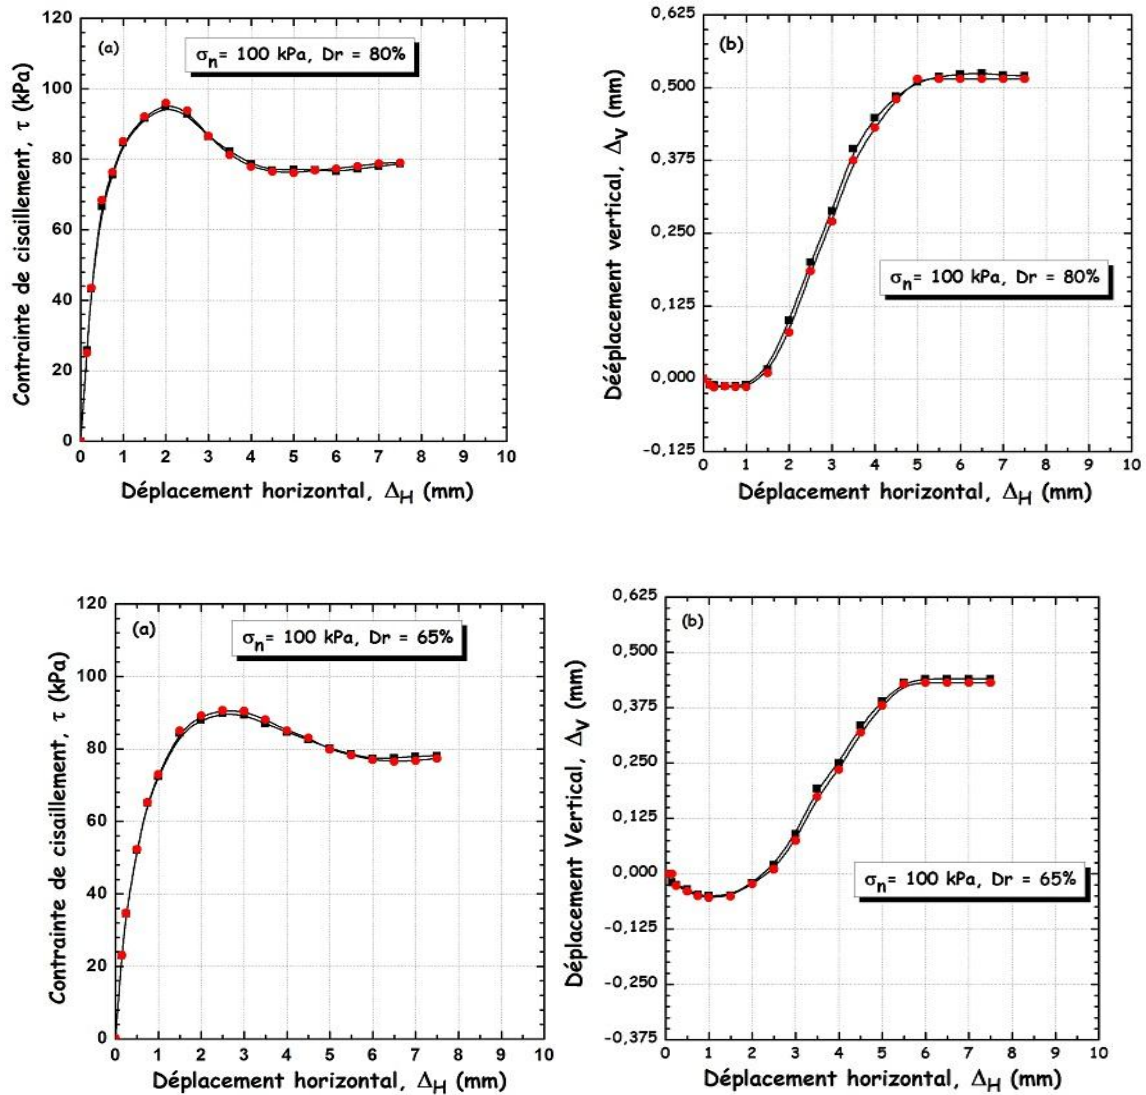 (a)
σn= 100 kPa, Dr = 80%
Contrainte de cisaillement, τ (kPa)
120
100
80
60
40
20
0
0 1 2 3 4 5 6 7 8 9 10
Déplacement horizontal, ΔH (mm)
(b)
σn= 100 kPa, Dr = 80%
Dééplacement vertical, ΔV (mm)
0,625
0,500
0,375
0,250
0,125
0,000
-0,125
0 1 2 3 4 5 6 7 8 9 10
Déplacement horizontal, ΔH (mm)
(a)
σn= 100 kPa, Dr = 65%
Contrainte de cisaillement, τ (kPa)
120
100
80
60
40
20
0
0 1 2 3 4 5 6 7 8 9 10
Déplacement horizontal, ΔH (mm)
(b)
σn= 100 kPa, Dr = 65%
Déplacement Vertical, ΔV (mm)
0,625
0,500
0,375
0,250
0,125
0,000
-0,125
-0,250
-0,375
0 1 2 3 4 5 6 7 8 9 10
Déplacement horizontal, ΔH (mm)